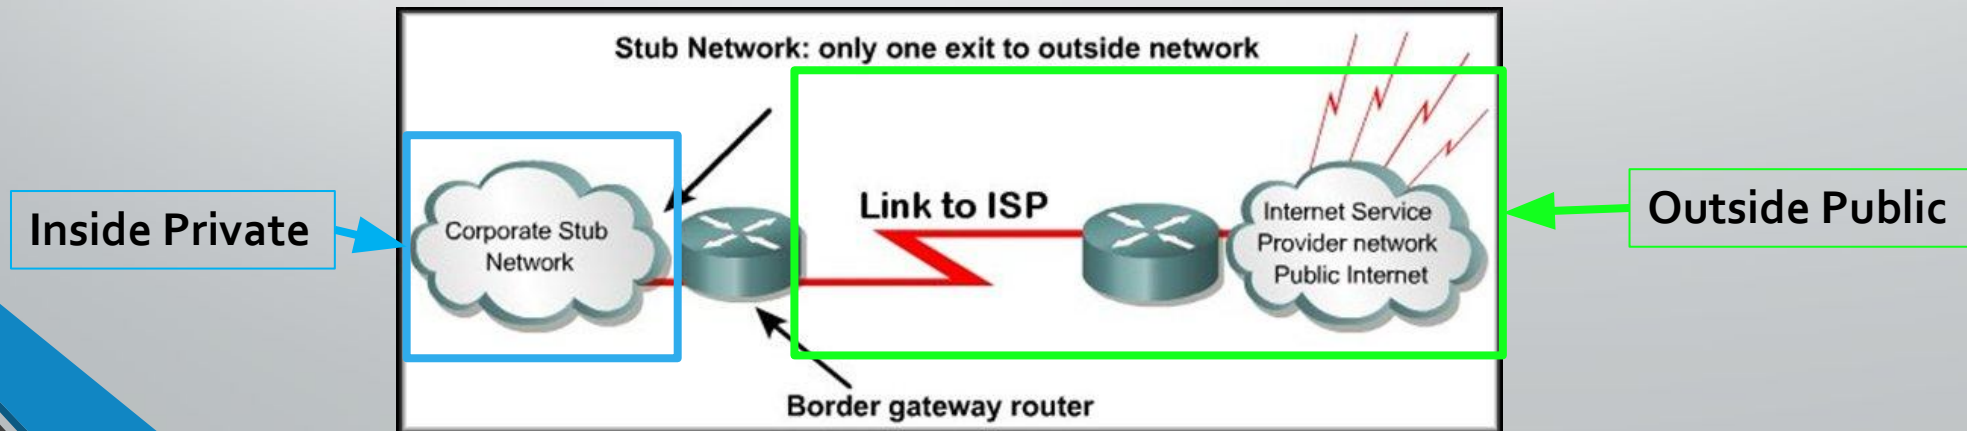 Stub Network: only one exit to outside network
Inside Private
Corporate Stub
Network
Link to ISP
Internet Service
Provider network
Public Internet
Outside Public
Border gateway router